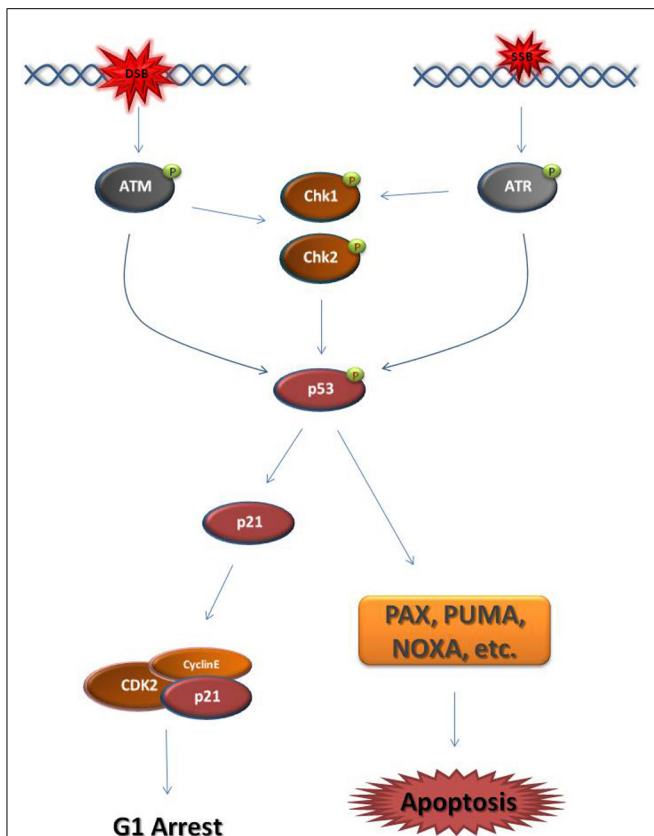 DSB
SSB
P
P
ATM
ATR
P
Chk1
P
Chk2
P
p53
p21
PAX, PUMA,
NOXA, etc.
CyclinE
CDK2
p21
Apoptosis
G1 Arrest